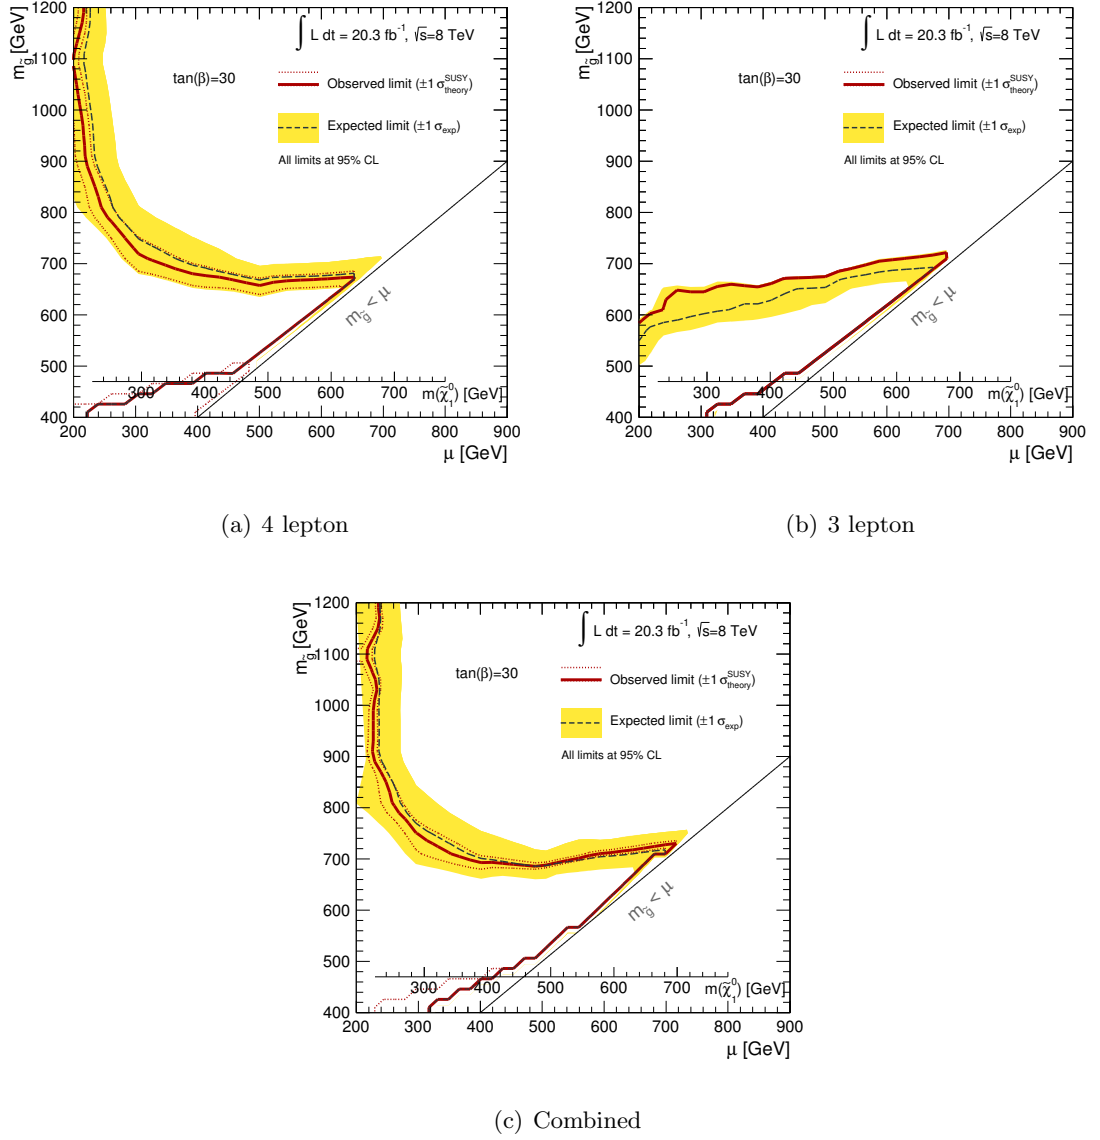 ∫ L dt = 20.3 fb⁻¹, √s=8 TeV
tan(β)=30
Observed limit (±1 σ^SUSY_theory)
Expected limit (±1 σ_exp)
All limits at 95% CL
m_g̃ < μ
m_g̃ [GeV]
1200
1100
1000
900
800
700
600
500
400
300 400 500 600 700
m(χ̃⁰₁) [GeV]
200 300 400 500 600 700 800 900
μ [GeV]
(a) 4 lepton
∫ L dt = 20.3 fb⁻¹, √s=8 TeV
tan(β)=30
Observed limit (±1 σ^SUSY_theory)
Expected limit (±1 σ_exp)
All limits at 95% CL
m_g̃ < μ
m_g̃ [GeV]
1200
1100
1000
900
800
700
600
500
400
300 400 500 600 700
m(χ̃⁰₁) [GeV]
200 300 400 500 600 700 800 900
μ [GeV]
(b) 3 lepton
∫ L dt = 20.3 fb⁻¹, √s=8 TeV
tan(β)=30
Observed limit (±1 σ^SUSY_theory)
Expected limit (±1 σ_exp)
All limits at 95% CL
m_g̃ < μ
m_g̃ [GeV]
1200
1100
1000
900
800
700
600
500
400
300 400 500 600 700
m(χ̃⁰₁) [GeV]
200 300 400 500 600 700 800 900
μ [GeV]
(c) Combined